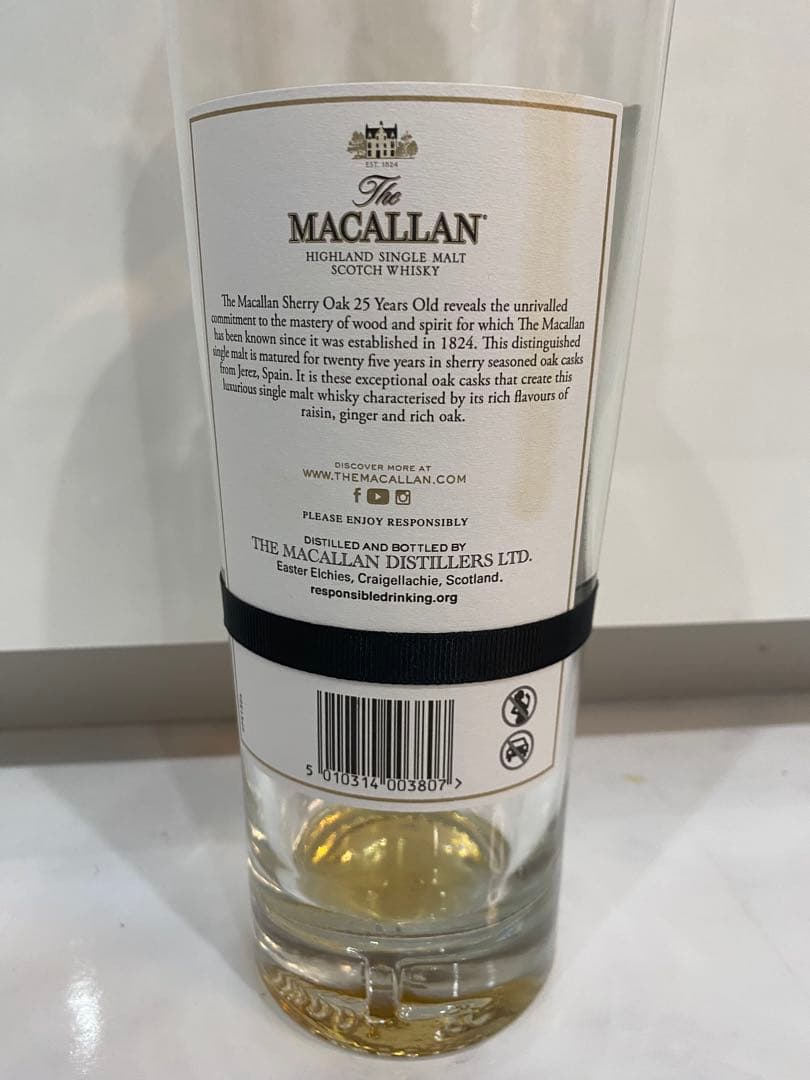 EST. 1824
The
MACALLAN
HIGHLAND SINGLE MALT
SCOTCH WHISKY
The Macallan Sherry Oak 25 Years Old reveals the unrivalled
commitment to the mastery of wood and spirit for which The Macallan
has been known since it was established in 1824. This distinguished
single malt is matured for twenty five years in sherry seasoned oak casks
from Jerez, Spain. It is these exceptional oak casks that create this
luxurious single malt whisky characterised by its rich flavours of
raisin, ginger and rich oak.
DISCOVER MORE AT
WWW.THEMACALLAN.COM
PLEASE ENJOY RESPONSIBLY
DISTILLED AND BOTTLED BY
THE MACALLAN DISTILLERS LTD.
Easter Elchies, Craigellachie, Scotland.
responsibledrinking.org
5 010314 003807 >